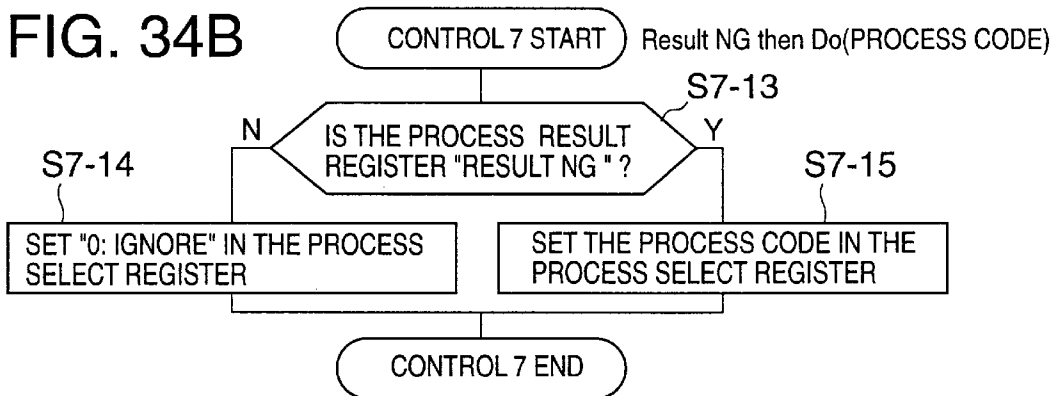 FIG. 34B
CONTROL 7 START
Result NG then Do(PROCESS CODE)
S7-13
N
IS THE PROCESS RESULT
REGISTER "RESULT NG " ?
Y
S7-14
S7-15
SET "0: IGNORE" IN THE PROCESS
SELECT REGISTER
SET THE PROCESS CODE IN THE
PROCESS SELECT REGISTER
CONTROL 7 END